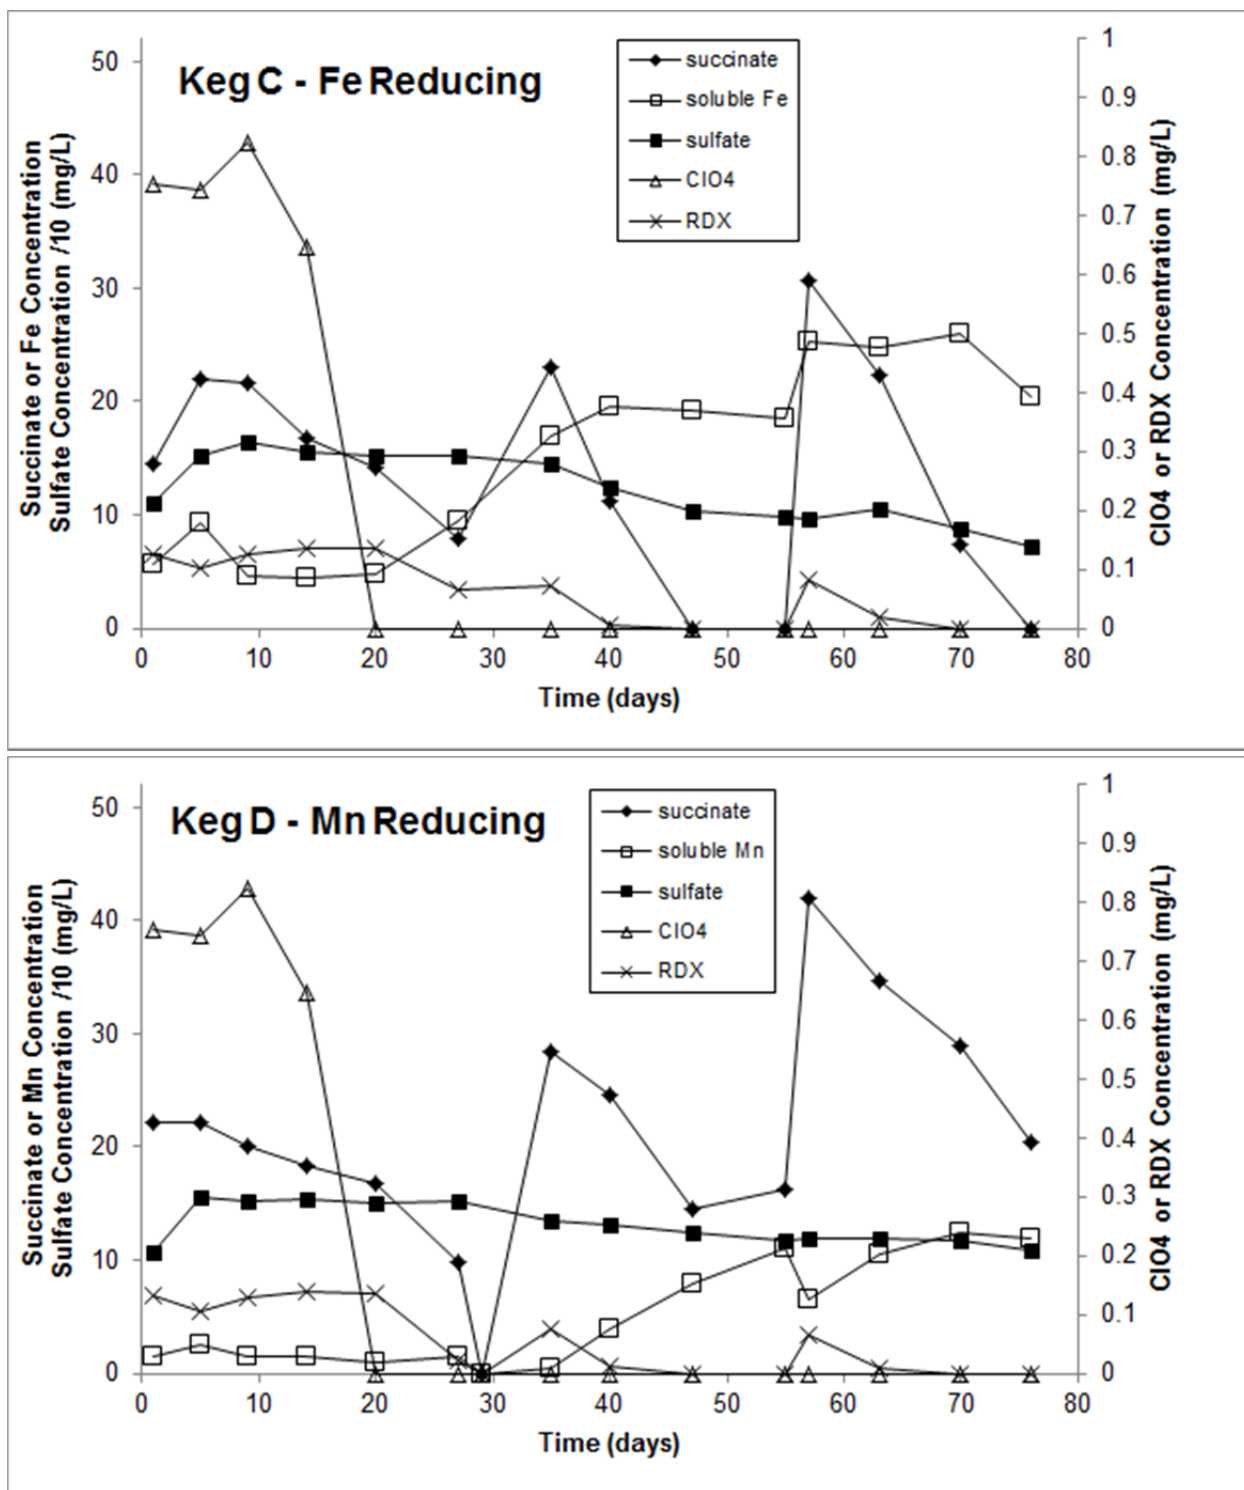 Keg C - Fe Reducing
succinate
soluble Fe
sulfate
ClO4
RDX
Succinate or Fe Concentration
Sulfate Concentration /10 (mg/L)
50
40
30
20
10
0
1
0.9
0.8
0.7
0.6
0.5
0.4
0.3
0.2
0.1
0
ClO4 or RDX Concentration (mg/L)
0 10 20 30 40 50 60 70 80
Time (days)
Keg D - Mn Reducing
succinate
soluble Mn
sulfate
ClO4
RDX
Succinate or Mn Concentration
Sulfate Concentration /10 (mg/L)
50
40
30
20
10
0
1
0.9
0.8
0.7
0.6
0.5
0.4
0.3
0.2
0.1
0
ClO4 or RDX Concentration (mg/L)
0 10 20 30 40 50 60 70 80
Time (days)